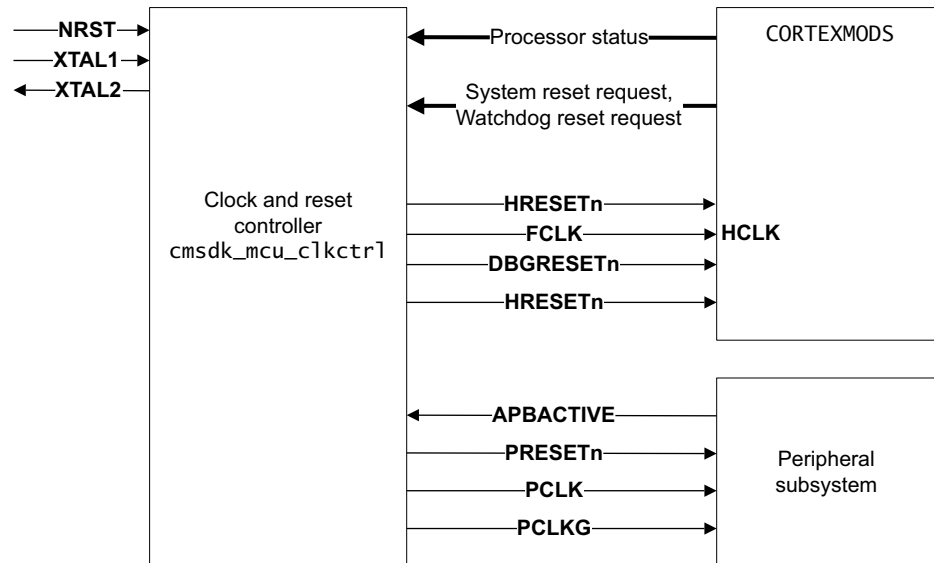 NRST
XTAL1
XTAL2
Processor status
CORTEXMODS
System reset request,
Watchdog reset request
Clock and reset
controller
cmsdk_mcu_clkctrl
HRESETn
FCLK
HCLK
DBGRESETn
HRESETn
APBACTIVE
PRESETn
PCLK
PCLKG
Peripheral
subsystem